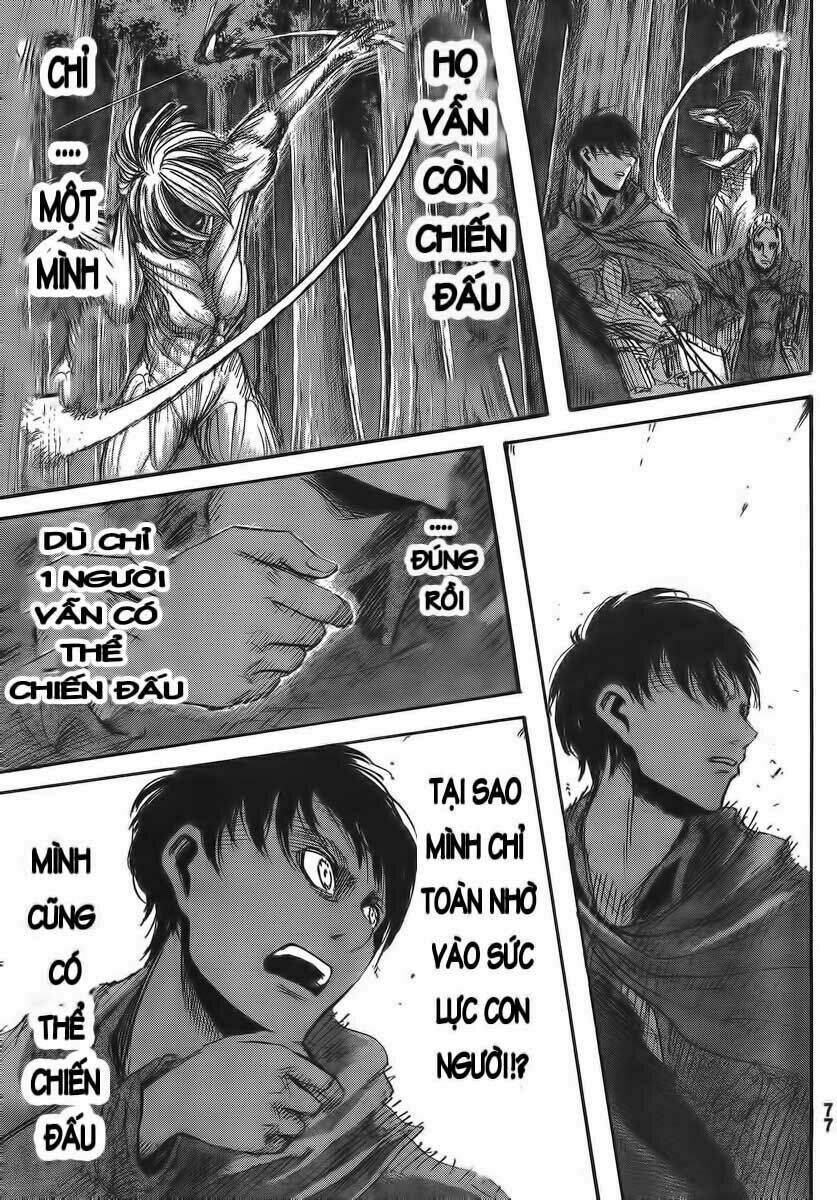 HỌ
VẪN
CÒN
CHIẾN
ĐẤU
CHỈ
....
MỘT
MÌNH
....
ĐÚNG
RỒI
DÙ CHỈ
1 NGƯỜI
VẪN CÓ
THỂ
CHIẾN ĐẤU
TẠI SAO
MÌNH CHỈ
TOÀN NHỜ
VÀO SỨC
LỰC CON
NGƯỜI!?
MÌNH
CŨNG
CÓ
THỂ
CHIẾN
ĐẤU
77